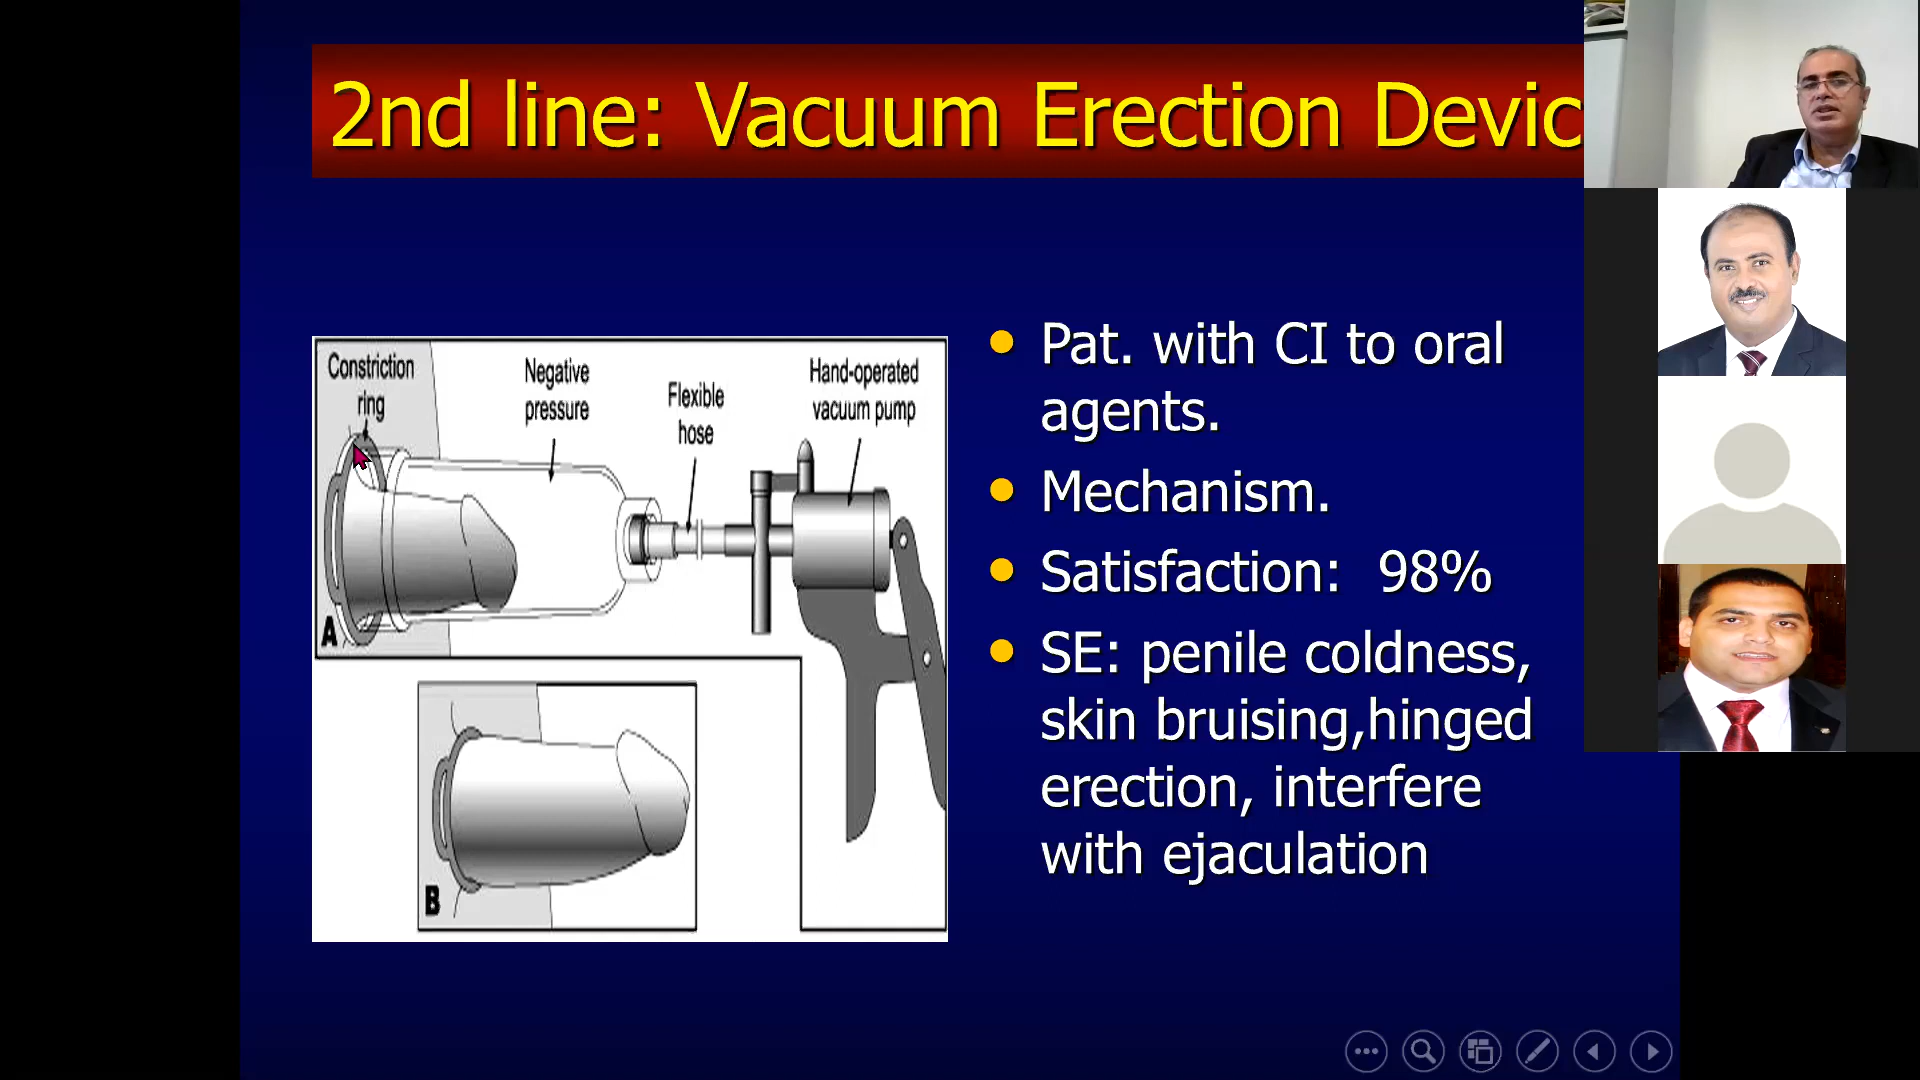 2nd line: Vacuum Erection Devic
Constriction
ring
Negative
pressure
Flexible
hose
Hand-operated
vacuum pump
A
B
Pat. with CI to oral
agents.
Mechanism.
Satisfaction: 98%
SE: penile coldness,
skin bruising,hinged
erection, interfere
with ejaculation